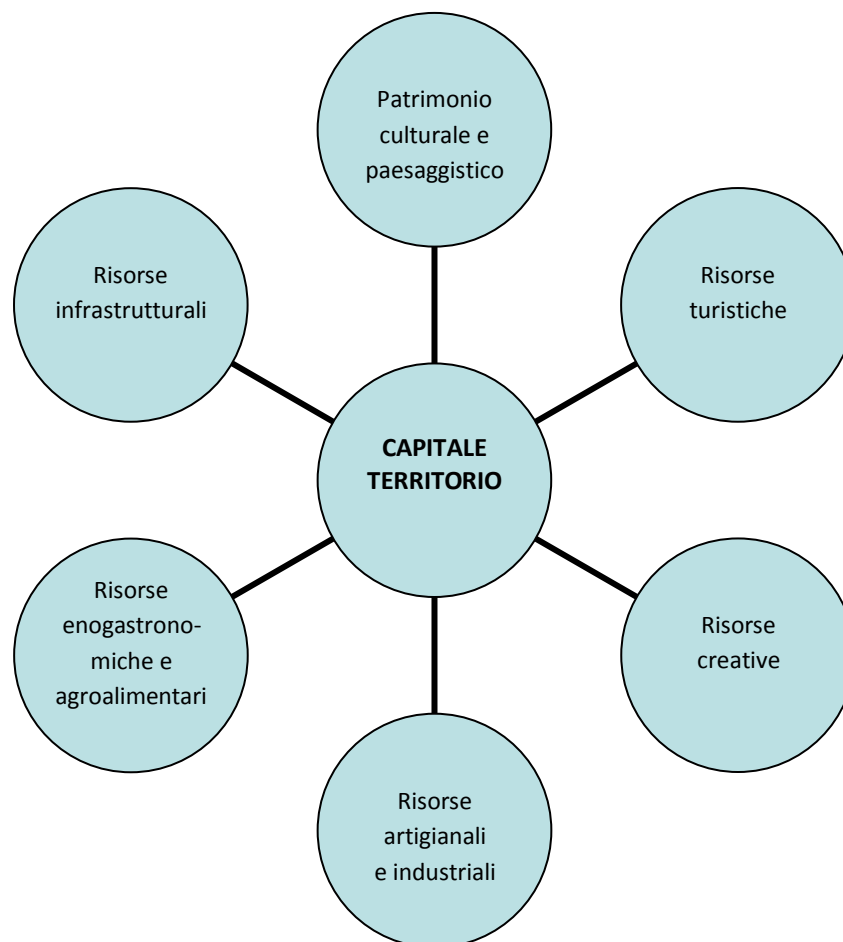 Patrimonio
culturale e
paesaggistico
Risorse
infrastrutturali
Risorse
turistiche
CAPITALE
TERRITORIO
Risorse
enogastrono-
miche e
agroalimentari
Risorse
creative
Risorse
artigianali
e industriali